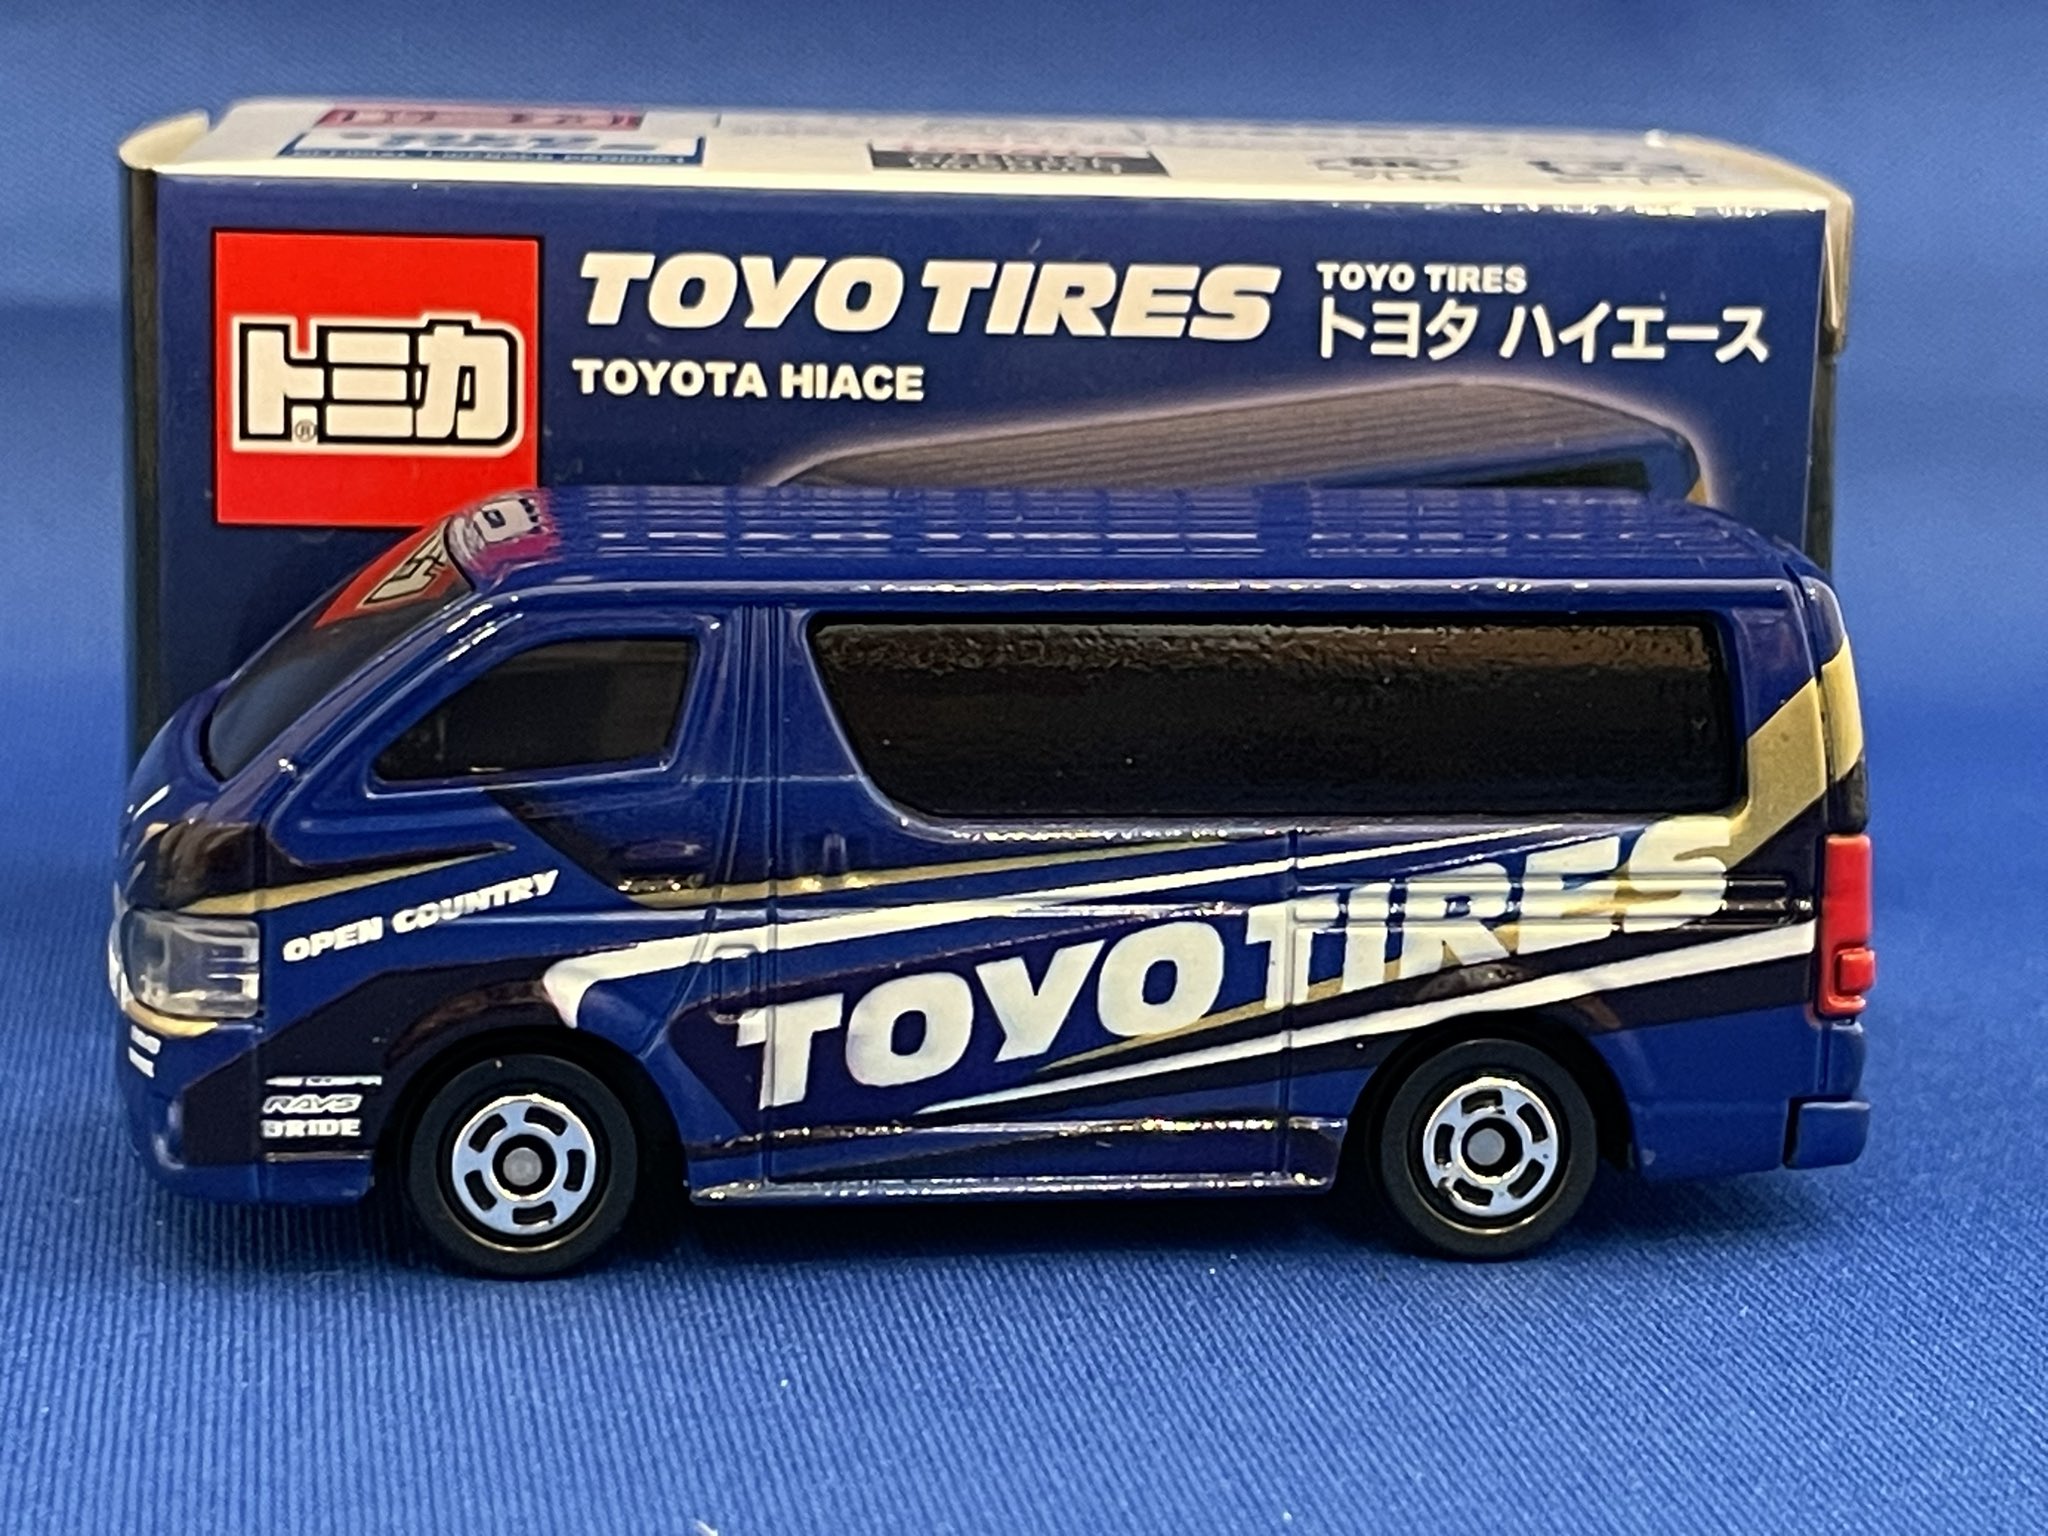 トミカ®
TOYO TIRES
TOYOTA HIACE
TOYO TIRES
トヨタ ハイエース
OPEN COUNTRY
TOYO TIRES
RAYS
BRIDE